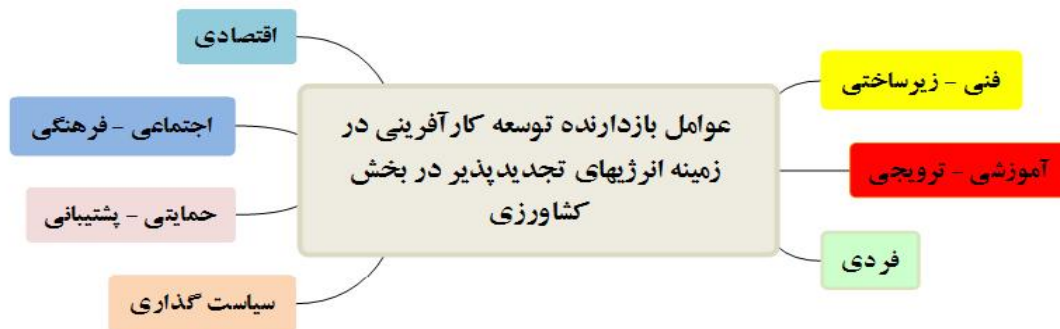 اقتصادی
فنی - زیرساختی
اجتماعی - فرهنگی
عوامل بازدارنده توسعه کارآفرینی در
زمینه انرژیهای تجدیدپذیر در بخش
کشاورزی
آموزشی - ترویجی
حمایتی - پشتیبانی
فردی
سیاست گذاری